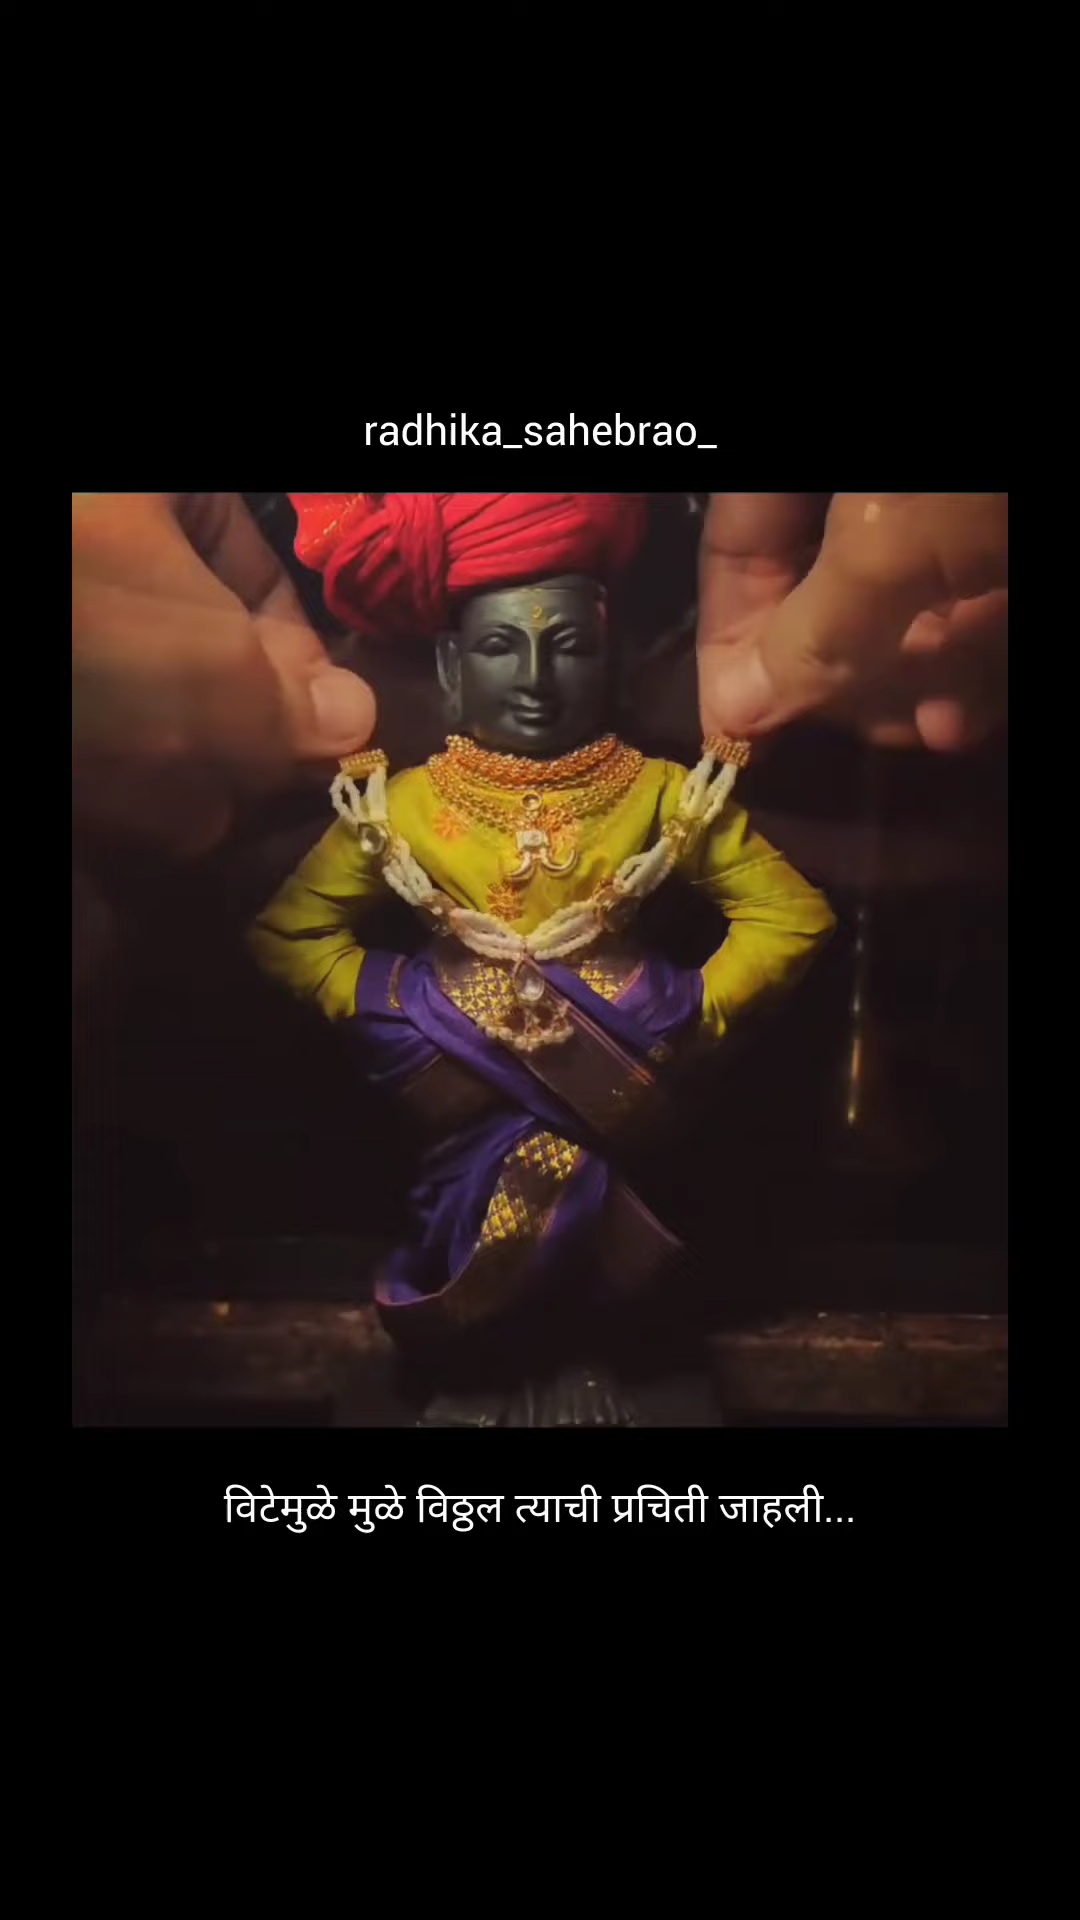 radhika_sahebrao_
विटेमुळे मुळे विठ्ठल त्याची प्रचिती जाहली...